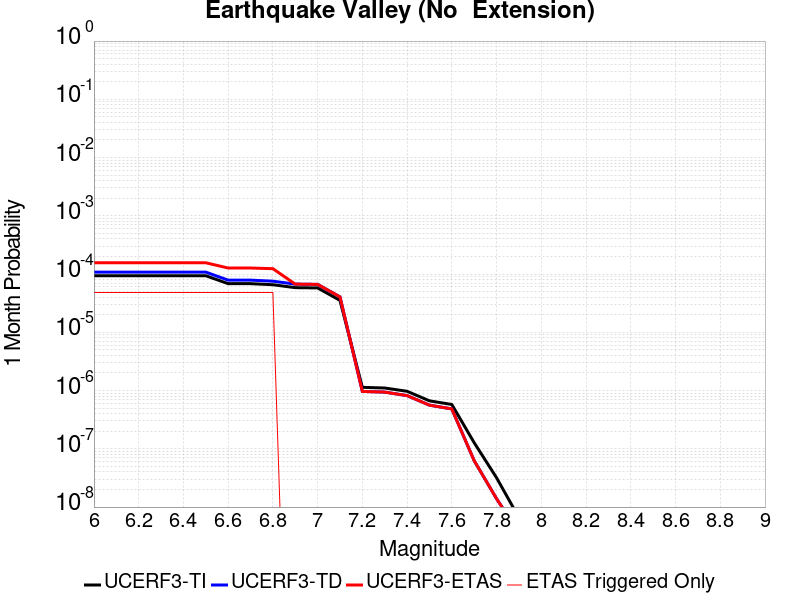 Earthquake Valley (No  Extension)
10^0
10^-1
10^-2
10^-3
10^-4
10^-5
10^-6
10^-7
10^-8
1 Month Probability
6 6.2 6.4 6.6 6.8 7 7.2 7.4 7.6 7.8 8 8.2 8.4 8.6 8.8 9
Magnitude
UCERF3-TI UCERF3-TD UCERF3-ETAS ETAS Triggered Only